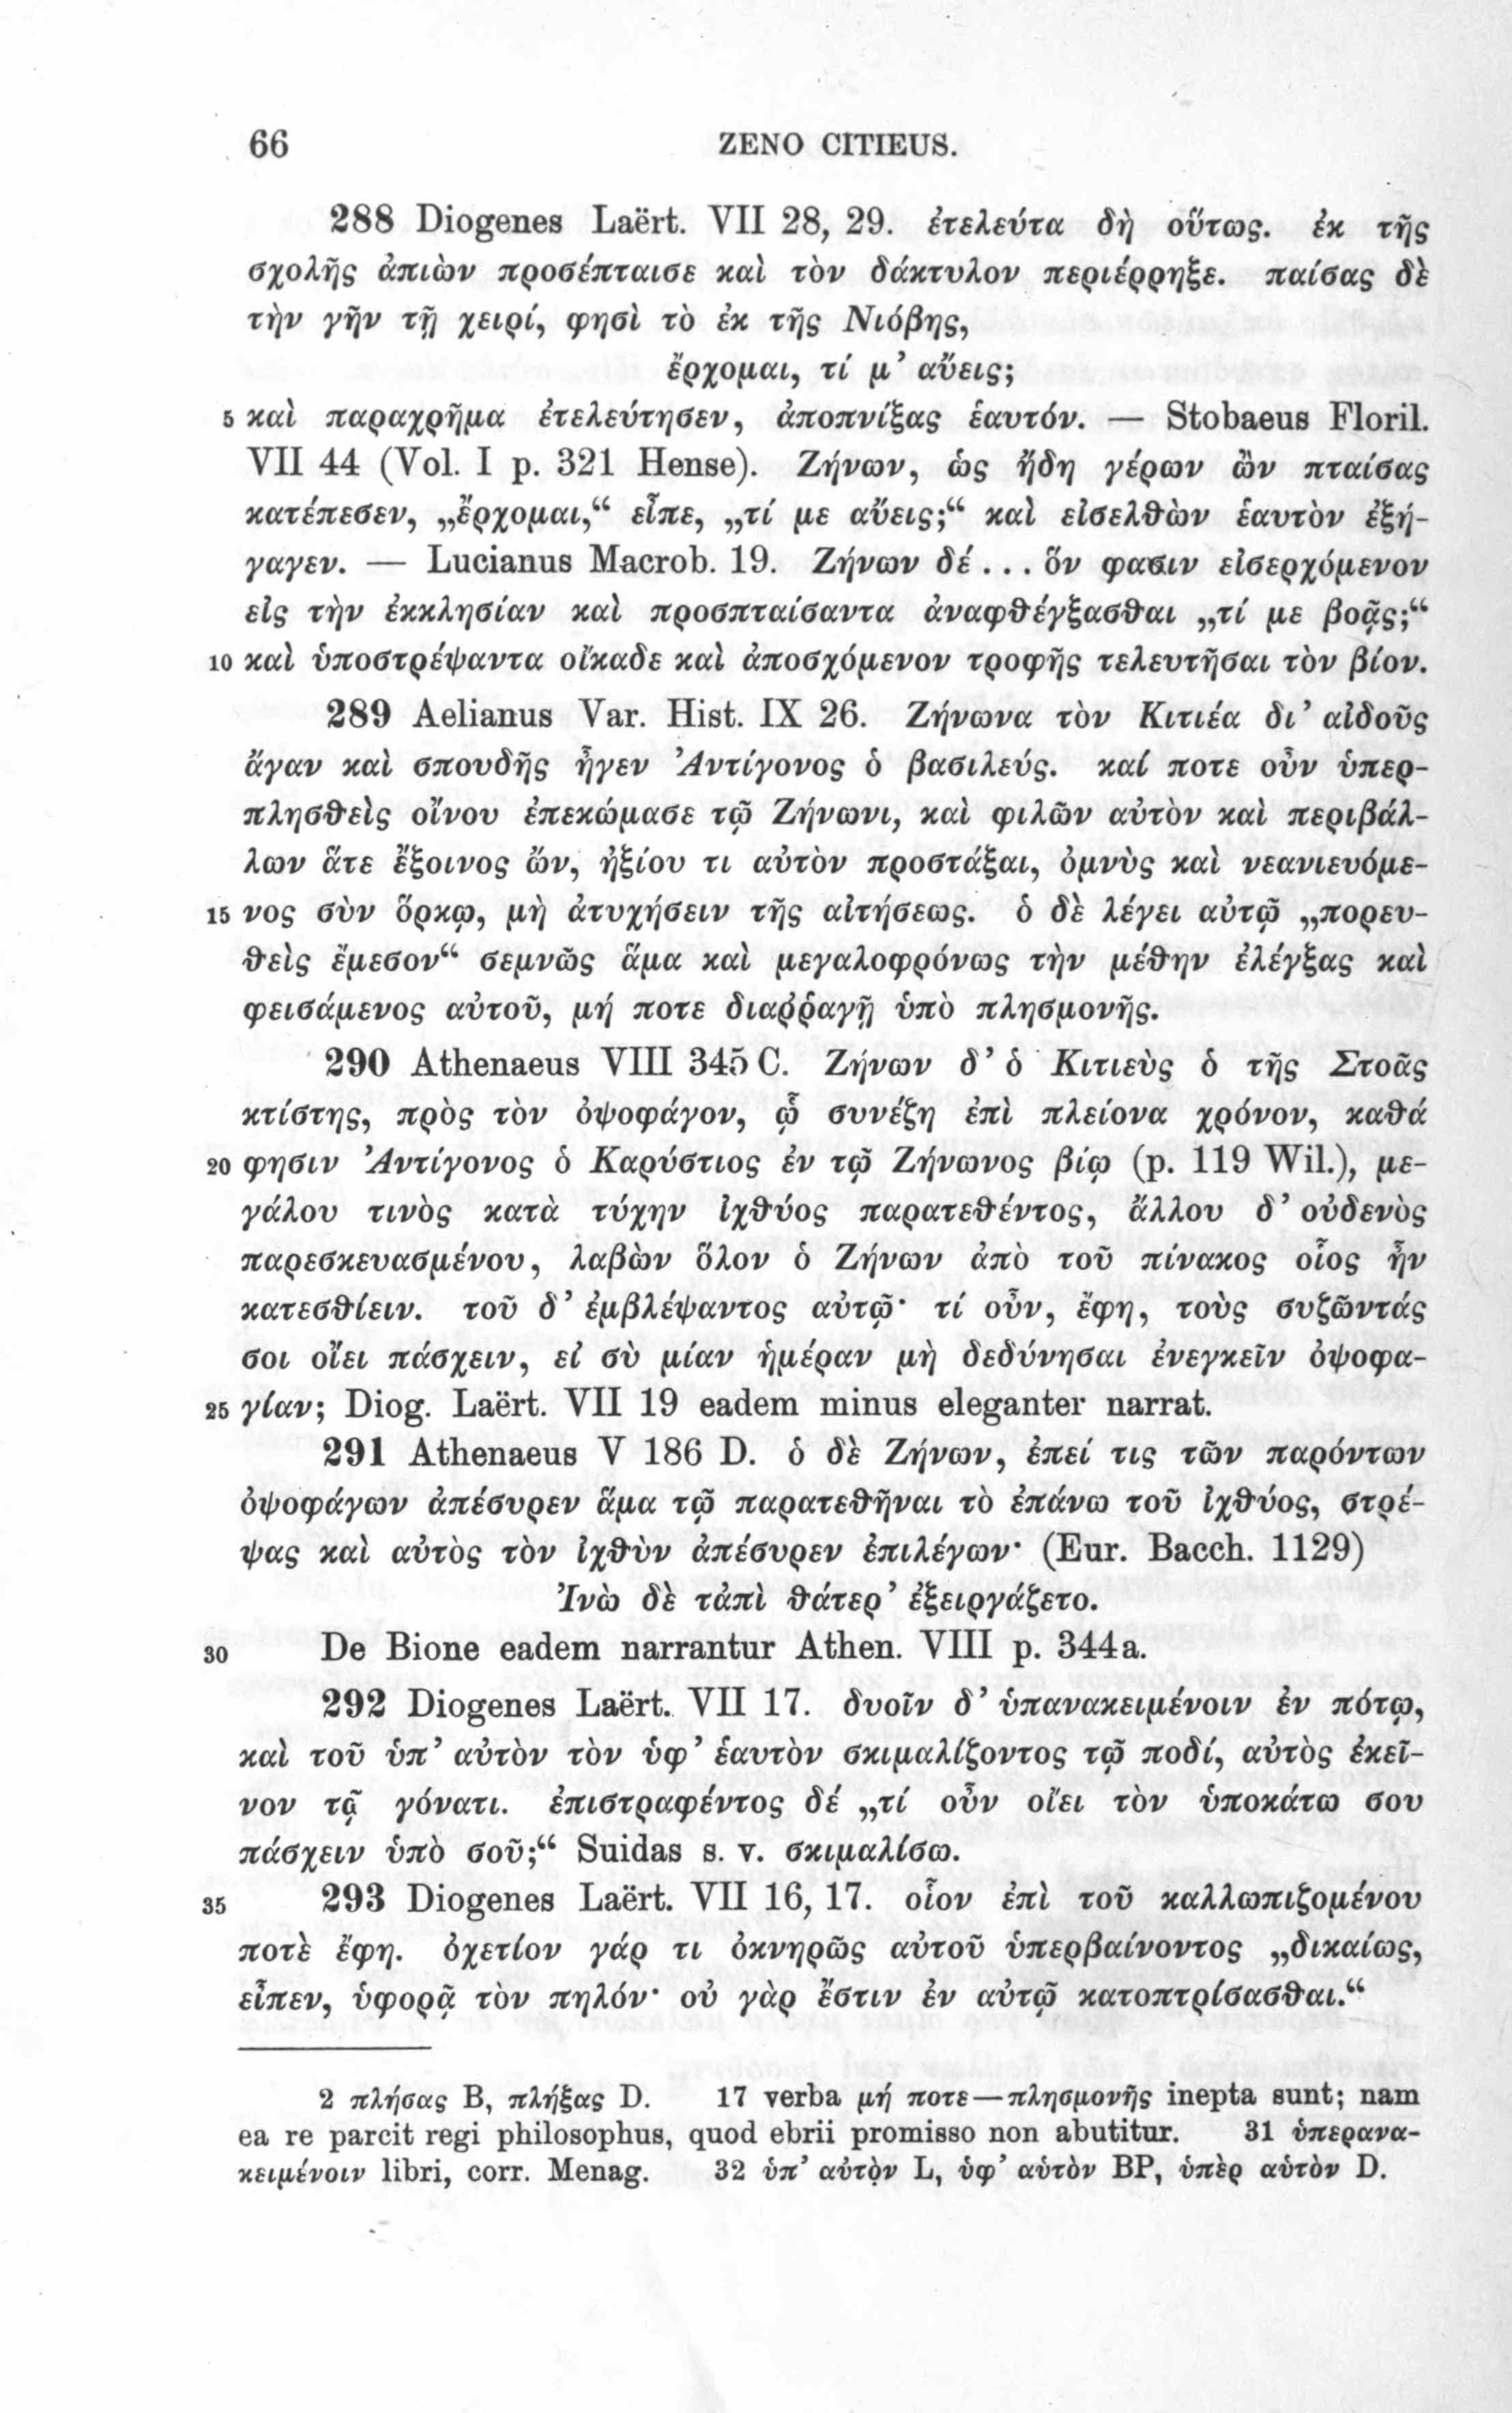 66 ZENO CITIEUS.
288 Diogenes Laërt. VII 28, 29. ἐτελεύτα δὴ οὕτως. ἐκ τῆς
σχολῆς ἀπιὼν προσέπταισε καὶ τὸν δάκτυλον περιέρρηξε. παίσας δὲ
τὴν γῆν τῇ χειρί, φησὶ τὸ ἐκ τῆς Νιόβης,
ἔρχομαι, τί μ’ αὔεις;
5 καὶ παραχρῆμα ἐτελεύτησεν, ἀποπνίξας ἑαυτόν. — Stobaeus Floril.
VII 44 (Vol. I p. 321 Hense). Ζήνων, ὡς ἤδη γέρων ὢν πταίσας
κατέπεσεν, „ἔρχομαι,“ εἶπε, „τί με αὔεις;“ καὶ εἰσελθὼν ἑαυτὸν ἐξή-
γαγεν. — Lucianus Macrob. 19. Ζήνων δέ ... ὅν φασιν εἰσερχόμενον
εἰς τὴν ἐκκλησίαν καὶ προσπταίσαντα ἀναφθέγξασθαι „τί με βοᾷς;“
10 καὶ ὑποστρέψαντα οἴκαδε καὶ ἀποσχόμενον τροφῆς τελευτῆσαι τὸν βίον.
289 Aelianus Var. Hist. IX 26. Ζήνωνα τὸν Κιτιέα δι’ αἰδοῦς
ἄγαν καὶ σπουδῆς ἦγεν Ἀντίγονος ὁ βασιλεύς. καί ποτε οὖν ὑπερ-
πλησθεὶς οἴνου ἐπεκώμασε τῷ Ζήνωνι, καὶ φιλῶν αὐτὸν καὶ περιβάλ-
λων ἅτε ἔξοινος ὤν, ἠξίου τι αὐτὸν προστάξαι, ὀμνὺς καὶ νεανιευόμε-
15 νος σὺν ὅρκῳ, μὴ ἀτυχήσειν τῆς αἰτήσεως. ὁ δὲ λέγει αὐτῷ „πορευ-
θεὶς ἔμεσον“ σεμνῶς ἅμα καὶ μεγαλοφρόνως τὴν μέθην ἐλέγξας καὶ
φεισάμενος αὐτοῦ, μή ποτε διαῤῥαγῇ ὑπὸ πλησμονῆς.
290 Athenaeus VIII 345 C. Ζήνων δ’ ὁ Κιτιεὺς ὁ τῆς Στοᾶς
κτίστης, πρὸς τὸν ὀψοφάγον, ᾧ συνέζη ἐπὶ πλείονα χρόνον, καθά
20 φησιν Ἀντίγονος ὁ Καρύστιος ἐν τῷ Ζήνωνος βίῳ (p. 119 Wil.), με-
γάλου τινὸς κατὰ τύχην ἰχθύος παρατεθέντος, ἄλλου δ’ οὐδενὸς
παρεσκευασμένου, λαβὼν ὅλον ὁ Ζήνων ἀπὸ τοῦ πίνακος οἷος ἦν
κατεσθίειν. τοῦ δ’ ἐμβλέψαντος αὐτῷ· τί οὖν, ἔφη, τοὺς συζῶντάς
σοι οἴει πάσχειν, εἰ σὺ μίαν ἡμέραν μὴ δεδύνησαι ἐνεγκεῖν ὀψοφα-
25 γίαν; Diog. Laërt. VII 19 eadem minus eleganter narrat.
291 Athenaeus V 186 D. ὁ δὲ Ζήνων, ἐπεί τις τῶν παρόντων
ὀψοφάγων ἀπέσυρεν ἅμα τῷ παρατεθῆναι τὸ ἐπάνω τοῦ ἰχθύος, στρέ-
ψας καὶ αὐτὸς τὸν ἰχθὺν ἀπέσυρεν ἐπιλέγων· (Eur. Bacch. 1129)
Ἰνὼ δὲ τἀπὶ θάτερ’ ἐξειργάζετο.
30 De Bione eadem narrantur Athen. VIII p. 344a.
292 Diogenes Laërt. VII 17. δυοῖν δ’ ὑπανακειμένοιν ἐν πότῳ,
καὶ τοῦ ὑπ’ αὐτὸν τὸν ὑφ’ ἑαυτὸν σκιμαλίζοντος τῷ ποδί, αὐτὸς ἐκεῖ-
νον τῷ γόνατι. ἐπιστραφέντος δέ „τί οὖν οἴει τὸν ὑποκάτω σου
πάσχειν ὑπὸ σοῦ;“ Suidas s. v. σκιμαλίσω.
35 293 Diogenes Laërt. VII 16, 17. οἷον ἐπὶ τοῦ καλλωπιζομένου
ποτὲ ἔφη. ὀχετίον γάρ τι ὀκνηρῶς αὐτοῦ ὑπερβαίνοντος „δικαίως,
εἶπεν, ὑφορᾷ τὸν πηλόν· οὐ γὰρ ἔστιν ἐν αὐτῷ κατοπτρίσασθαι.“
2 πλήσας B, πλήξας D. 17 verba μή ποτε—πλησμονῆς inepta sunt; nam
ea re parcit regi philosophus, quod ebrii promisso non abutitur. 31 ὑπερανα-
κειμένοιν libri, corr. Menag. 32 ὑπ’ αὐτὸν L, ὑφ’ αὑτὸν BP, ὑπὲρ αὑτὸν D.